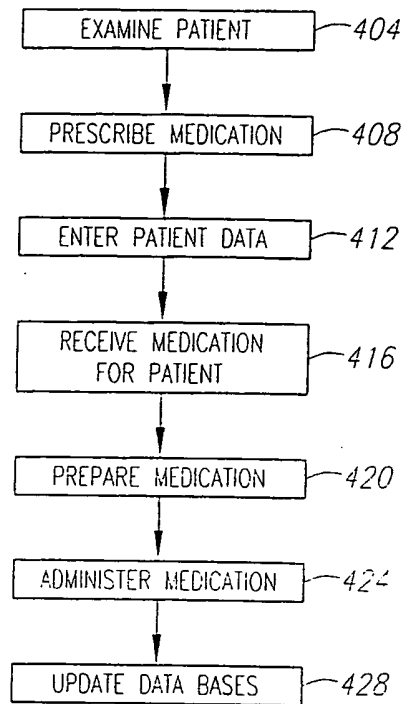 EXAMINE PATIENT 404
PRESCRIBE MEDICATION 408
ENTER PATIENT DATA 412
RECEIVE MEDICATION
FOR PATIENT 416
PREPARE MEDICATION 420
ADMINISTER MEDICATION 424
UPDATE DATA BASES 428